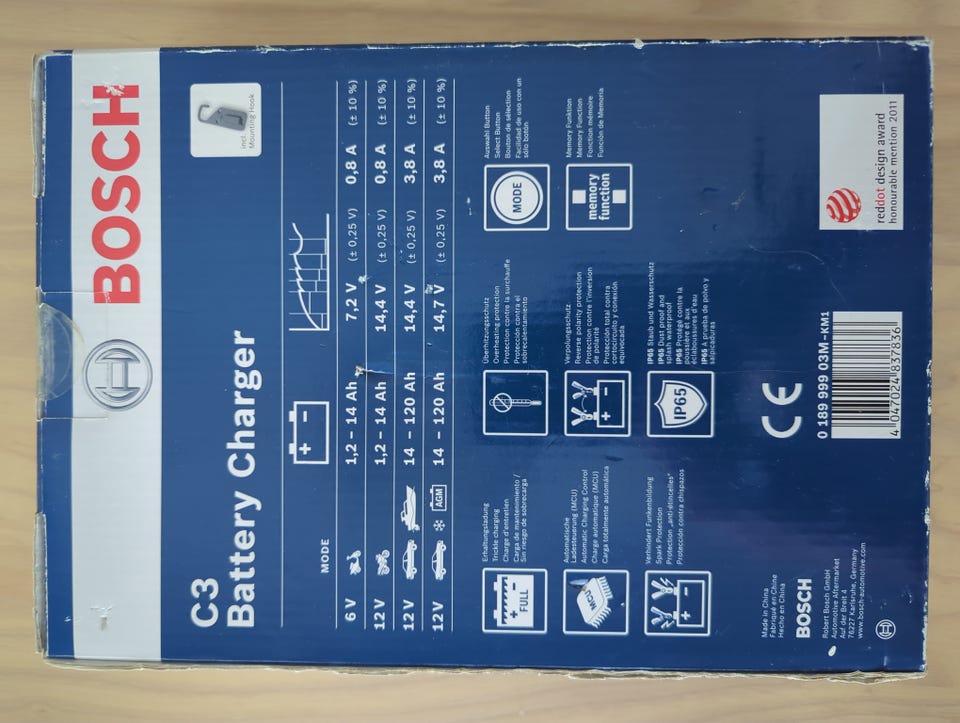 BOSCH
C3
Battery Charger
incl.
Mounting Hook
MODE
6 V 1,2 – 14 Ah 7,2 V (± 0,25 V) 0,8 A (± 10 %)
12 V 1,2 – 14 Ah 14,4 V (± 0,25 V) 0,8 A (± 10 %)
12 V 14 – 120 Ah 14,4 V (± 0,25 V) 3,8 A (± 10 %)
12V AGM 14 – 120 Ah 14,7 V (± 0,25 V) 3,8 A (± 10 %)
FULL
Erhaltungsladung
Trickle charging
Charge d'entretien
Carga de mantenimiento /
Sin riesgo de sobrecarga
Überhitzungsschutz
Overheating protection
Protection contre la surchauffe
Protección contra el
sobrecalentamiento
MODE
Auswahl Button
Select Button
Bouton de sélection
Facilidad de uso con un
sólo botón
MCU
Automatische
Ladesteuerung (MCU)
Automatic Charging Control
Charge automatique (MCU)
Carga totalmente automática
Verpolungsschutz
Reverse polarity protection
Protection contre l'inversion
de polarité
Protección total contra
cortocircuito y conexión
equivocada
memory
function
Memory Funktion
Memory Function
Fonction mémoire
Función de Memoria
Verhindert Funkenbildung
Spark Protection
Protection „anti-étincelles“
Protección contra chispazos
IP65
IP65 Staub und Wasserschutz
IP65 Dust proof and
splash waterproof
IP65 Protégé contre la
poussière et aux
éclaboussures d'eau
IP65 A prueba de polvo y
salpicaduras
Made in China
Fabriqué en Chine
Hecho en China
BOSCH
Robert Bosch GmbH
Automotive Aftermarket
Auf der Breit 4
76227 Karlsruhe, Germany
www.bosch-automotive.com
CE
0 189 999 03M-KM1
4 047024 837836
reddot design award
honourable mention 2011